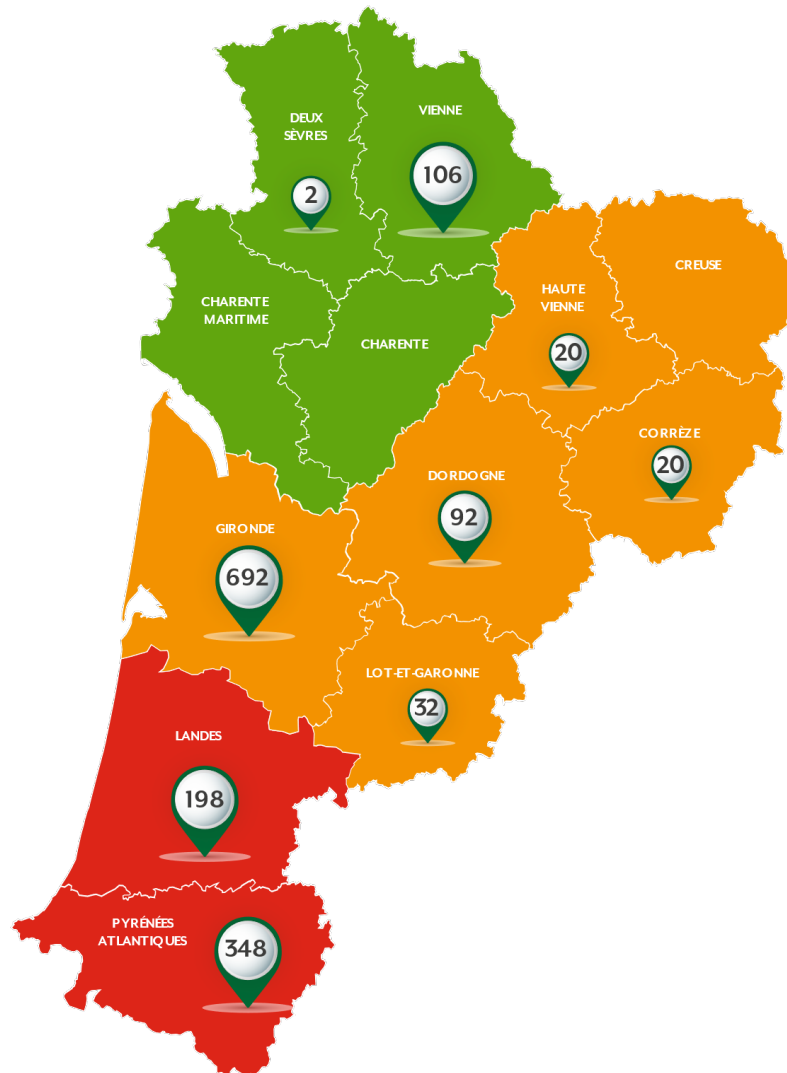 VIENNE
106
DEUX
SÈVRES
2
CREUSE
HAUTE
VIENNE
20
CHARENTE
MARITIME
CHARENTE
CORRÈZE
20
DORDOGNE
92
GIRONDE
692
LOT-ET-GARONNE
32
LANDES
198
PYRÉNÉES
ATLANTIQUES
348